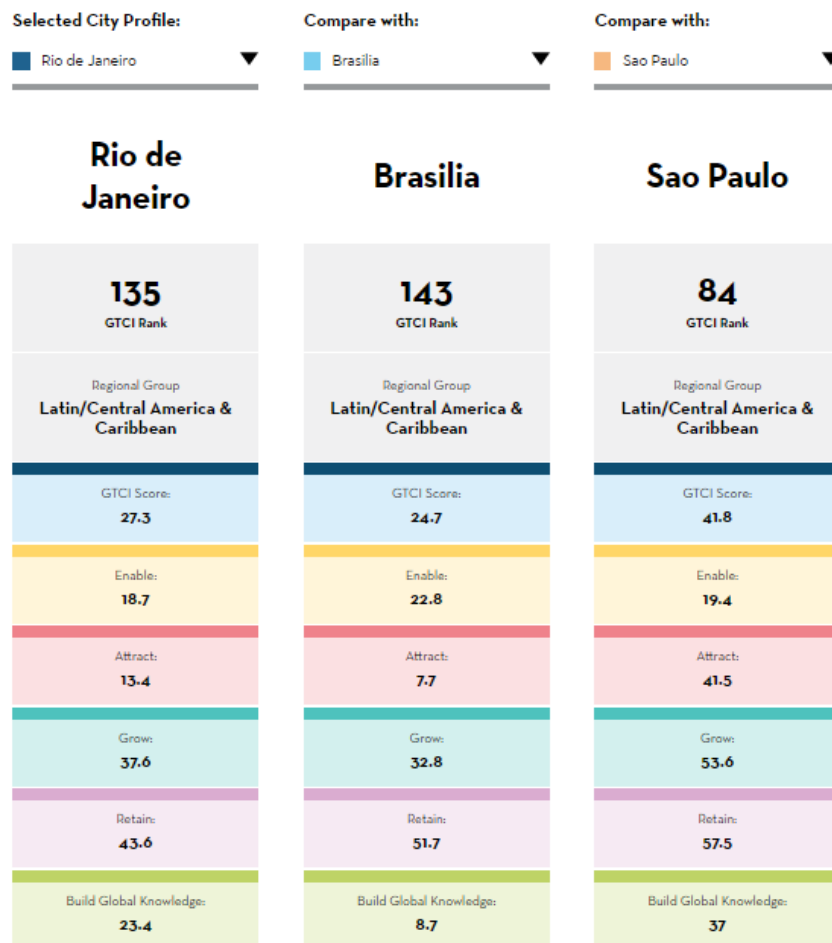 Selected City Profile:
Compare with:
Compare with:
Rio de Janeiro
Brasilia
Sao Paulo
Rio de
Janeiro
Brasilia
Sao Paulo
135
GTCI Rank
143
GTCI Rank
84
GTCI Rank
Regional Group
Latin/Central America &
Caribbean
Regional Group
Latin/Central America &
Caribbean
Regional Group
Latin/Central America &
Caribbean
GTCI Score:
27.3
GTCI Score:
24.7
GTCI Score:
41.8
Enable:
18.7
Enable:
22.8
Enable:
19.4
Attract:
13.4
Attract:
7.7
Attract:
41.5
Grow:
37.6
Grow:
32.8
Grow:
53.6
Retain:
43.6
Retain:
51.7
Retain:
57.5
Build Global Knowledge:
23.4
Build Global Knowledge:
8.7
Build Global Knowledge:
37